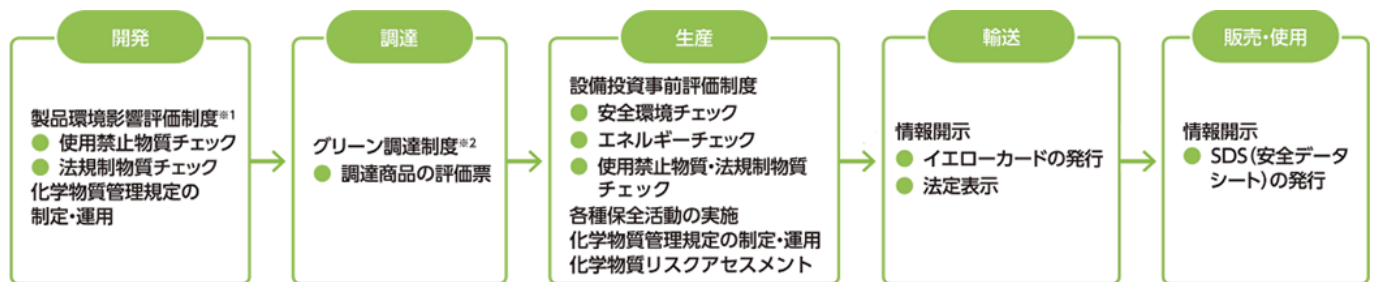 開発
製品環境影響評価制度※1
● 使用禁止物質チェック
● 法規制物質チェック
化学物質管理規定の
制定・運用
調達
グリーン調達制度※2
● 調達商品の評価票
生産
設備投資事前評価制度
● 安全環境チェック
● エネルギーチェック
● 使用禁止物質・法規制物質
チェック
各種保全活動の実施
化学物質管理規定の制定・運用
化学物質リスクアセスメント
輸送
情報開示
● イエローカードの発行
● 法定表示
販売・使用
情報開示
● SDS(安全データ
シート)の発行